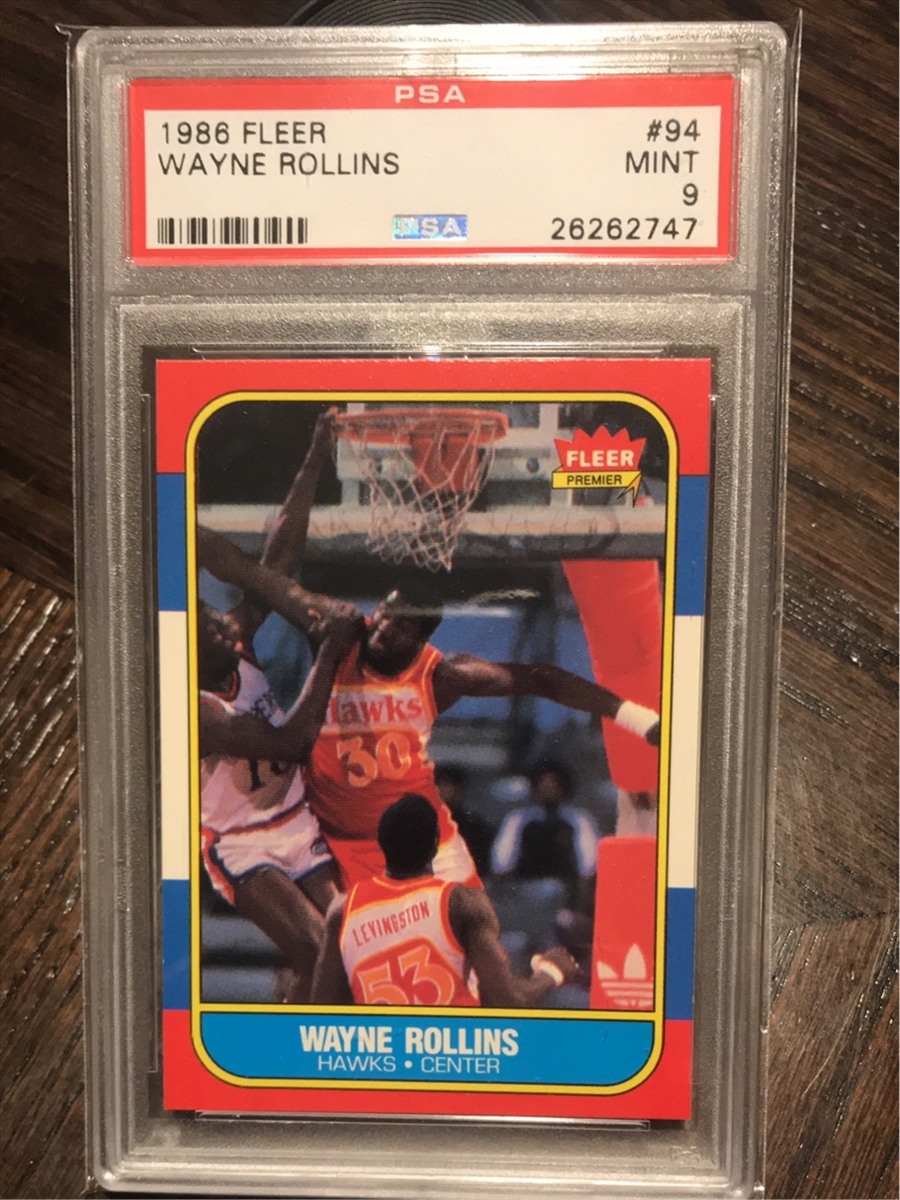 PSA
1986 FLEER #94
WAYNE ROLLINS MINT
9
PSA 26262747
FLEER
PREMIER
Hawks
30
LEVINGSTON
53
WAYNE ROLLINS
HAWKS • CENTER